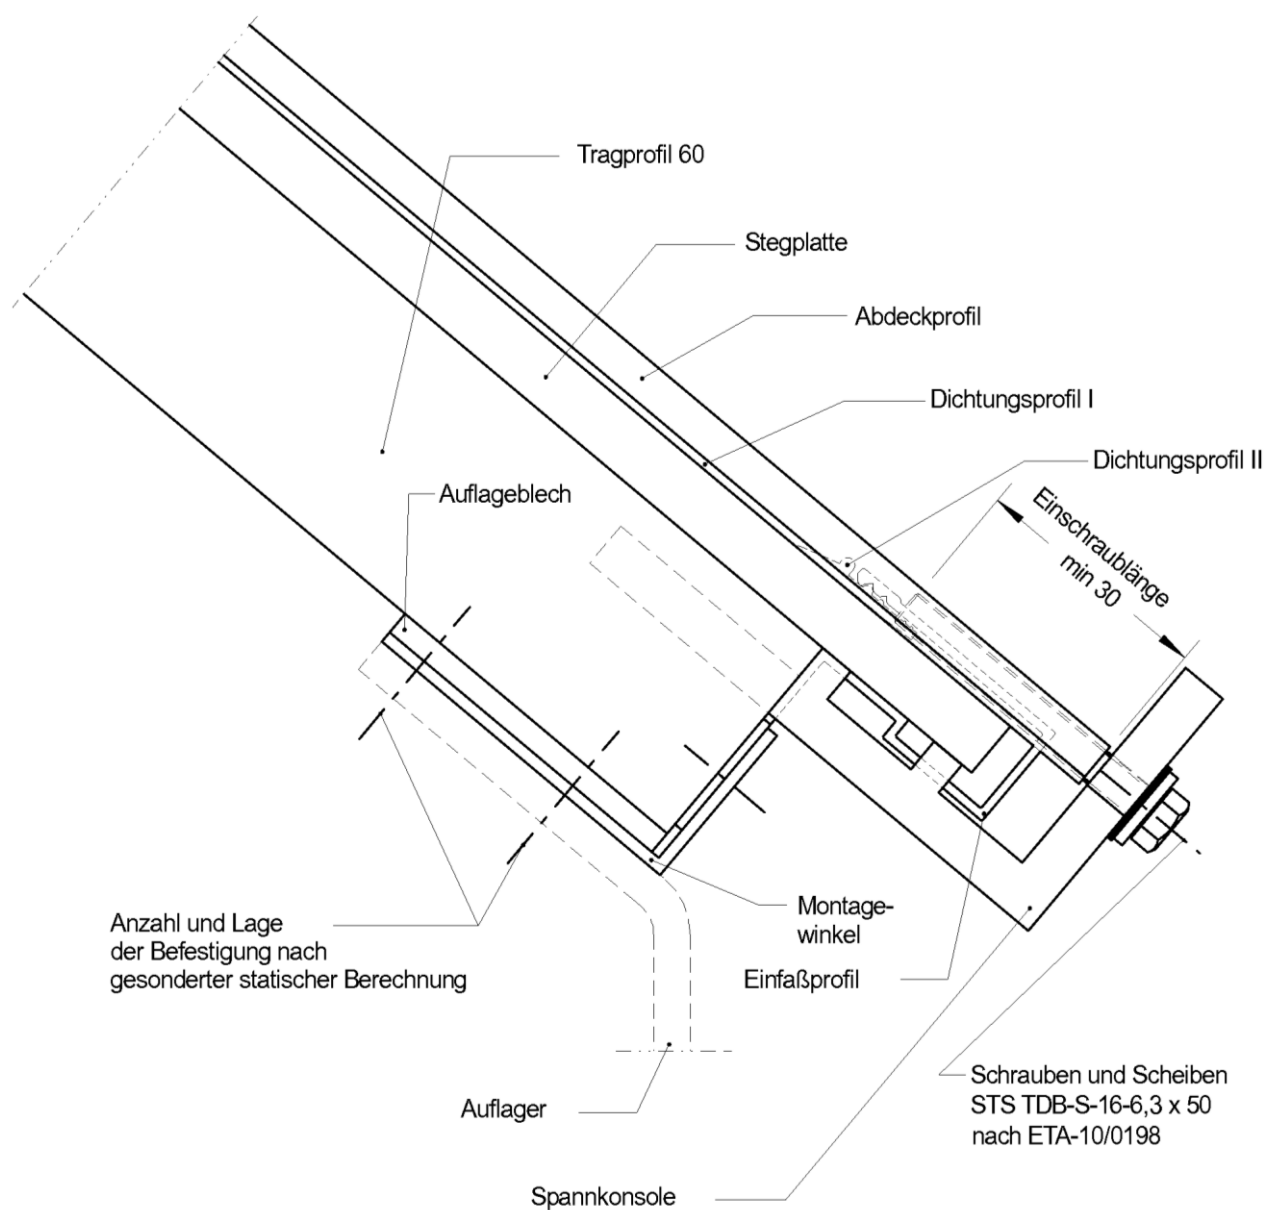 Tragprofil 60
Stegplatte
Abdeckprofil
Dichtungsprofil I
Dichtungsprofil II
Auflageblech
Einschraublänge
min 30
Anzahl und Lage
der Befestigung nach
gesonderter statischer Berechnung
Montage-
winkel
Einfaßprofil
Auflager
Schrauben und Scheiben
STS TDB-S-16-6,3 x 50
nach ETA-10/0198
Spannkonsole